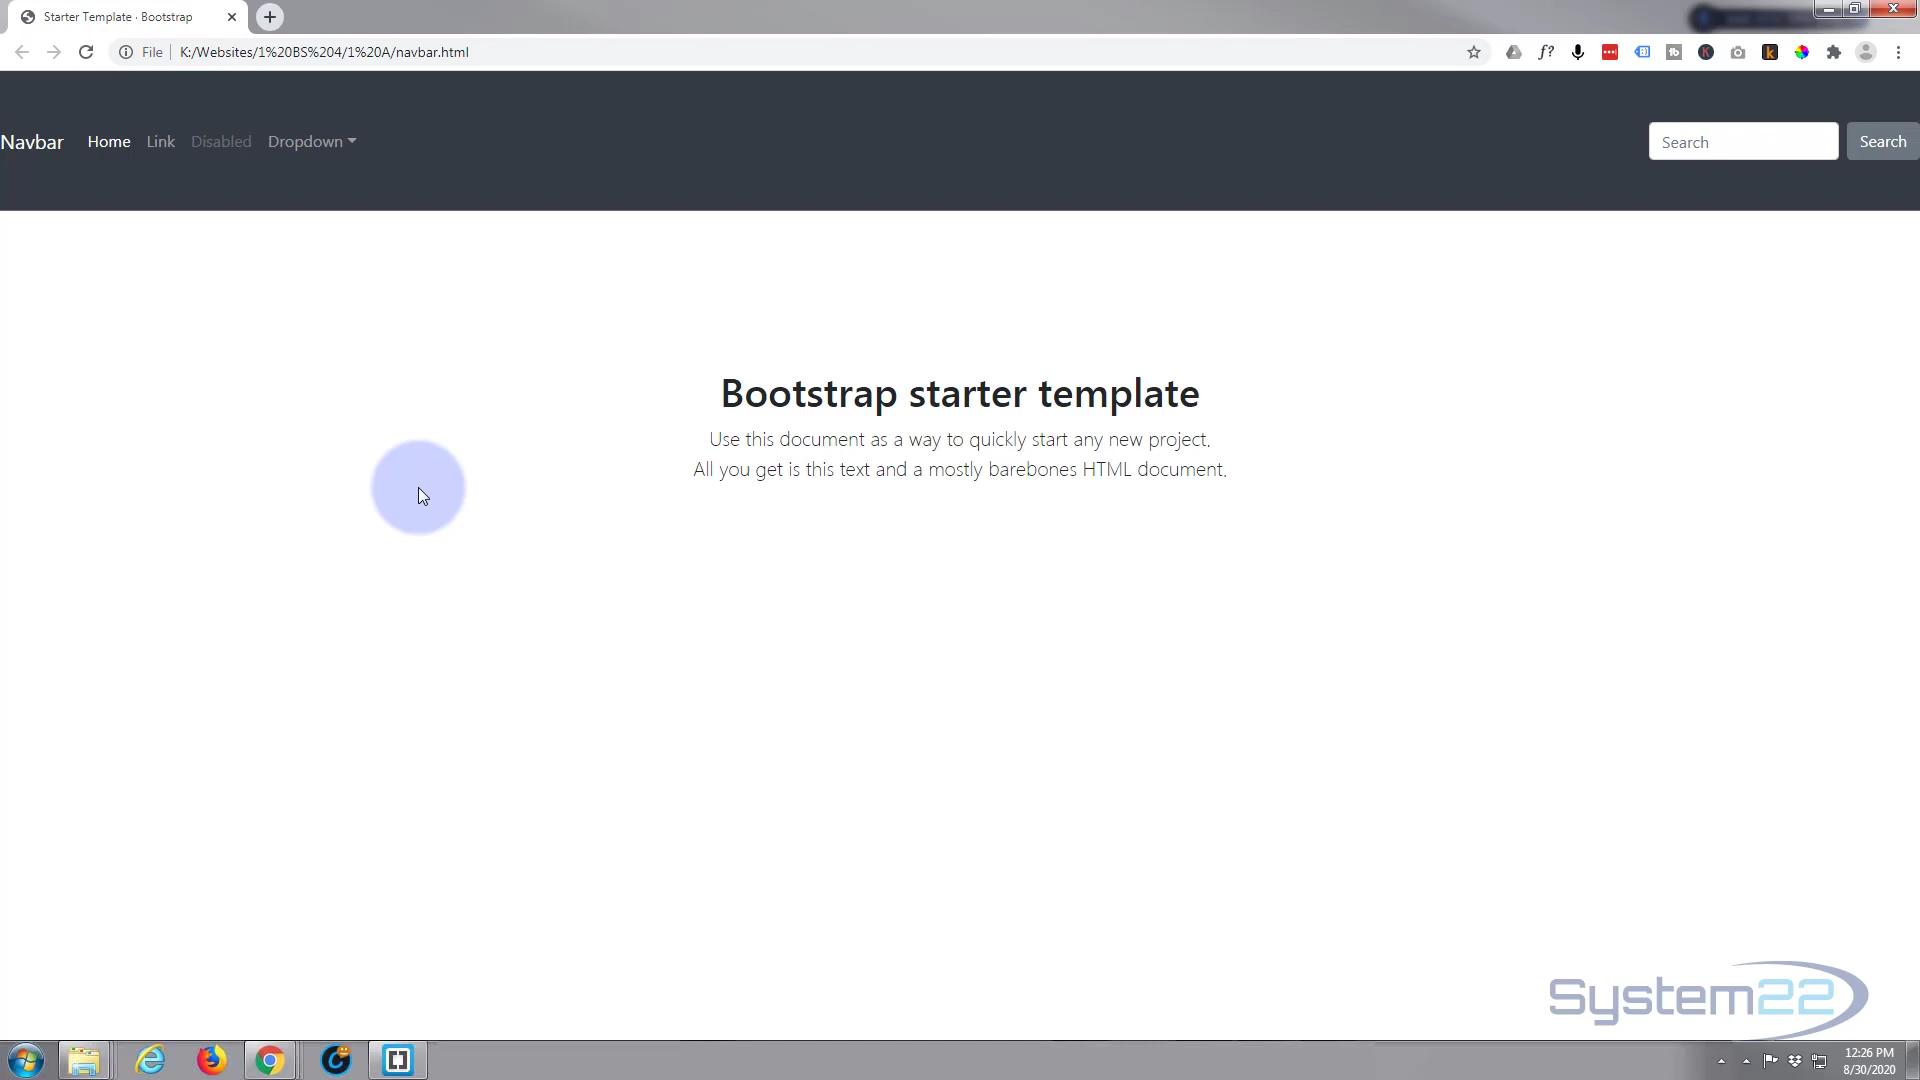 Starter Template · Bootstrap
File
K:/Websites/1%20BS%204/1%20A/navbar.html
Navbar
Home
Link
Disabled
Dropdown
Search
Search
Bootstrap starter template
Use this document as a way to quickly start any new project.
All you get is this text and a mostly barebones HTML document.
System22
12:26 PM
8/30/2020